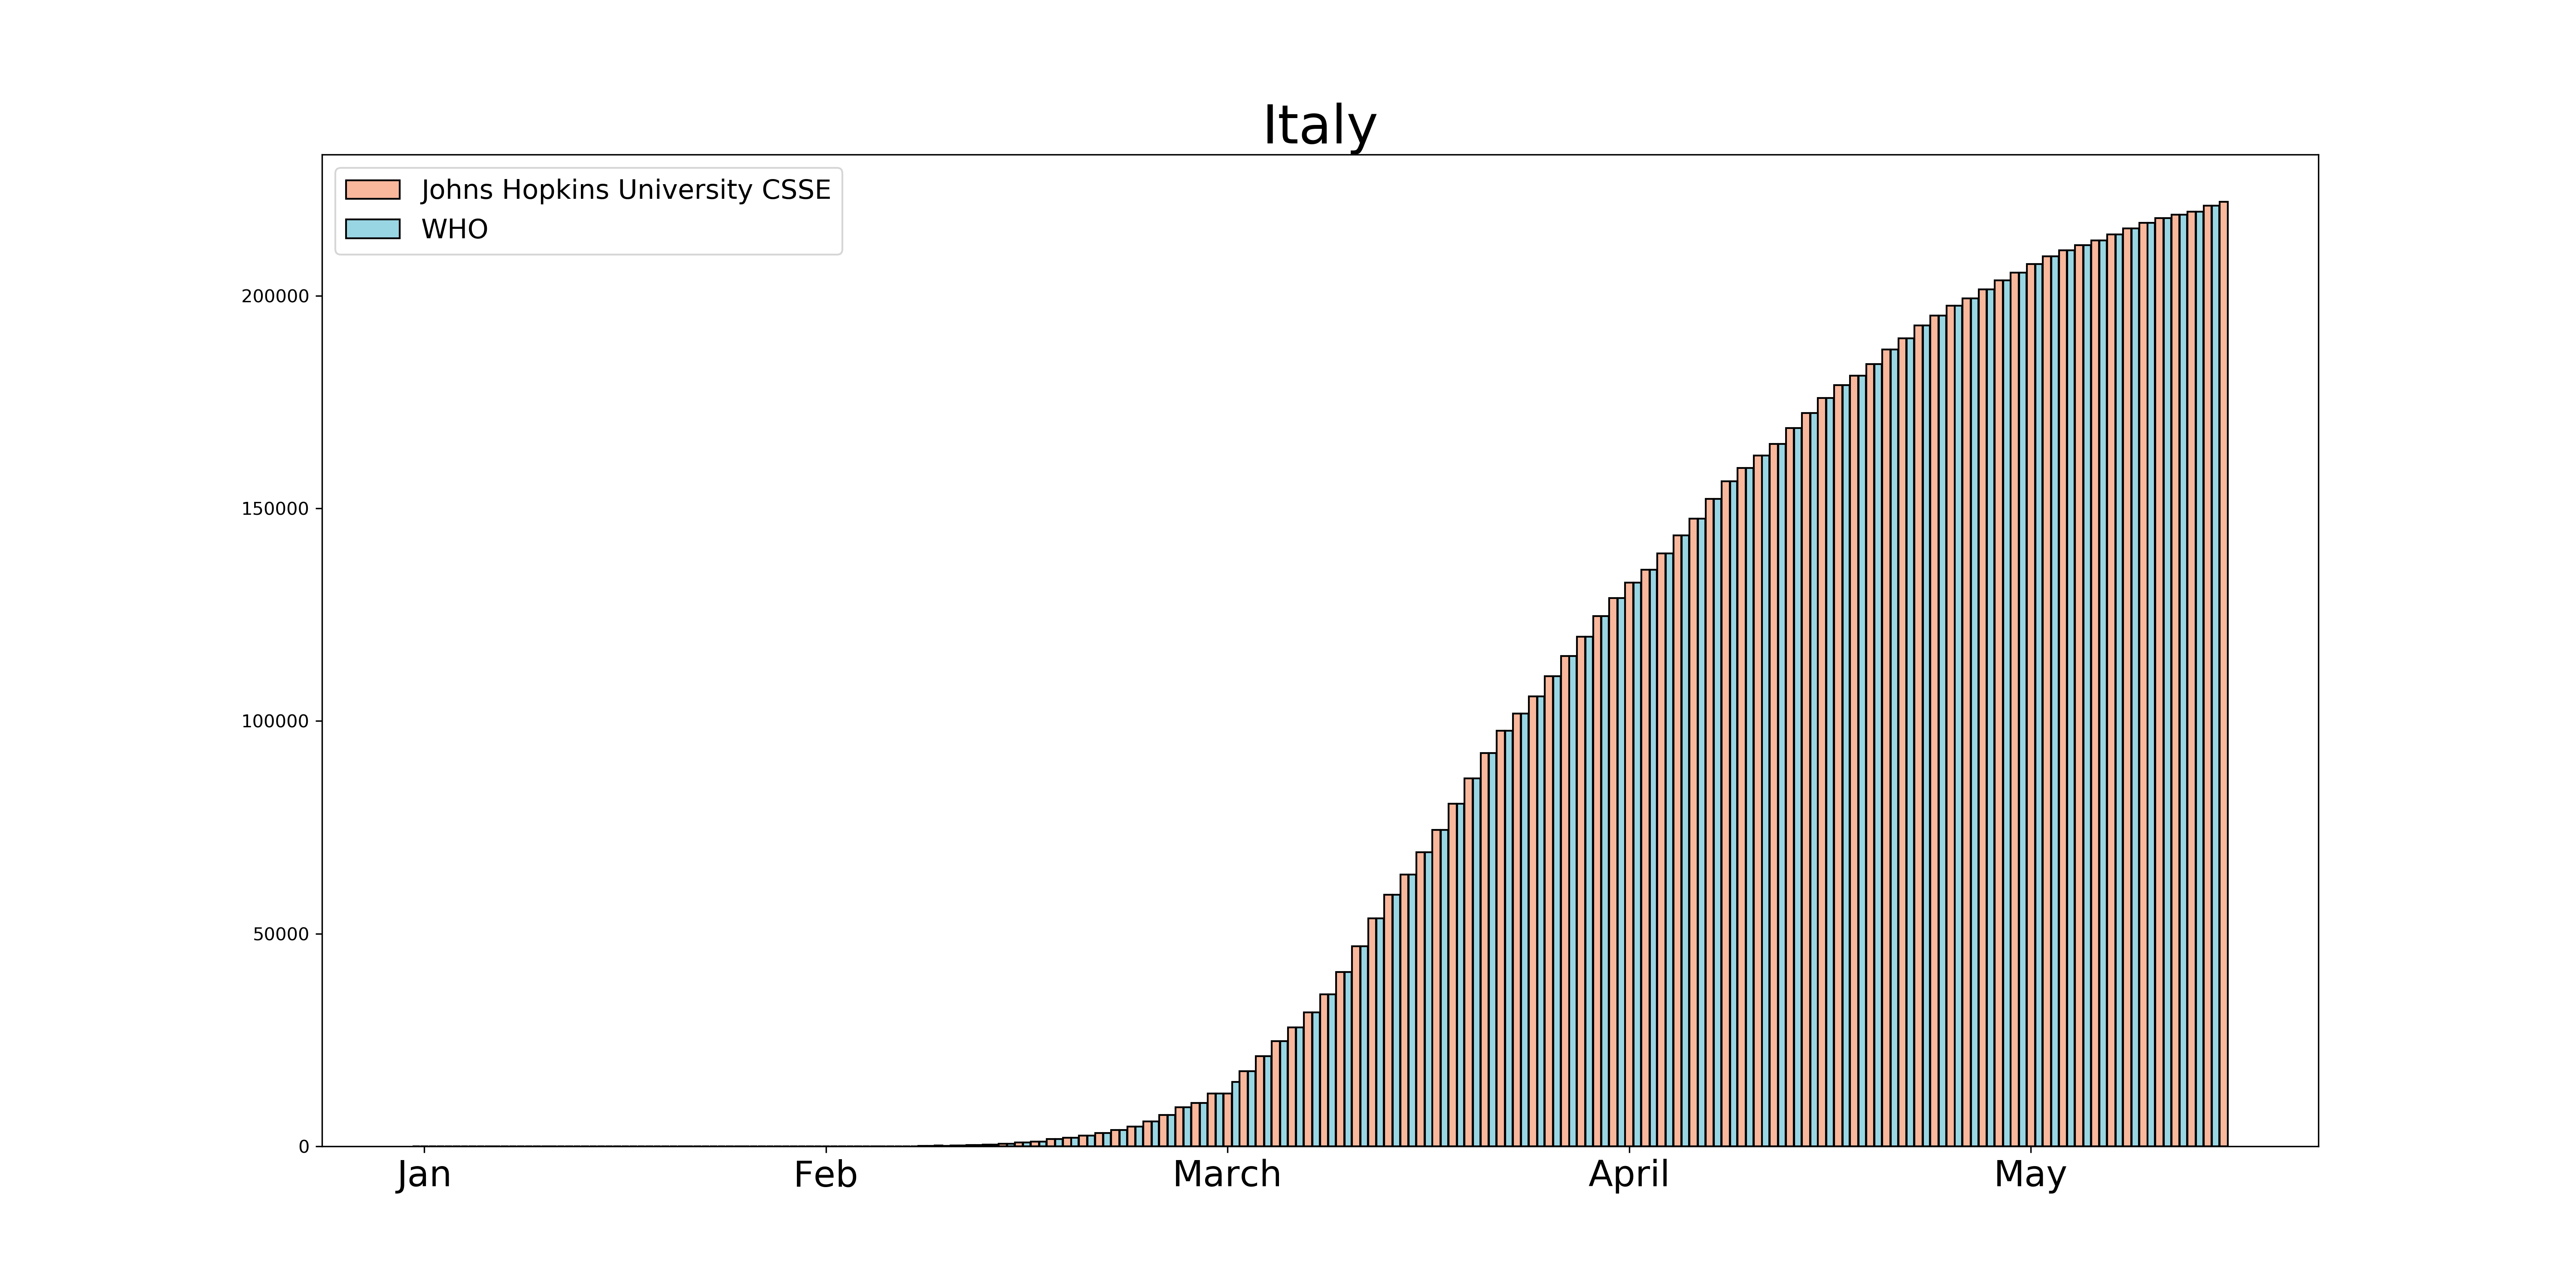 Italy
Johns Hopkins University CSSE
WHO
200000
150000
100000
50000
0
Jan Feb March April May